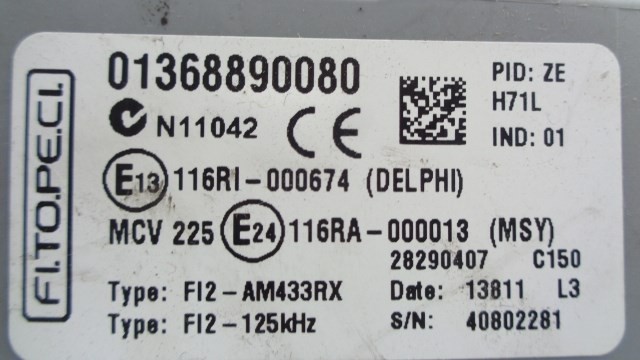 FI.TO.PE.CI.
01368890080
N11042 CE
PID: ZE
H71L
IND: 01
E13 116RI-000674 (DELPHI)
MCV 225 E24 116RA-000013 (MSY)
28290407 C150
Type: FI2-AM433RX Date: 13811 L3
Type: FI2-125kHz S/N: 40802281